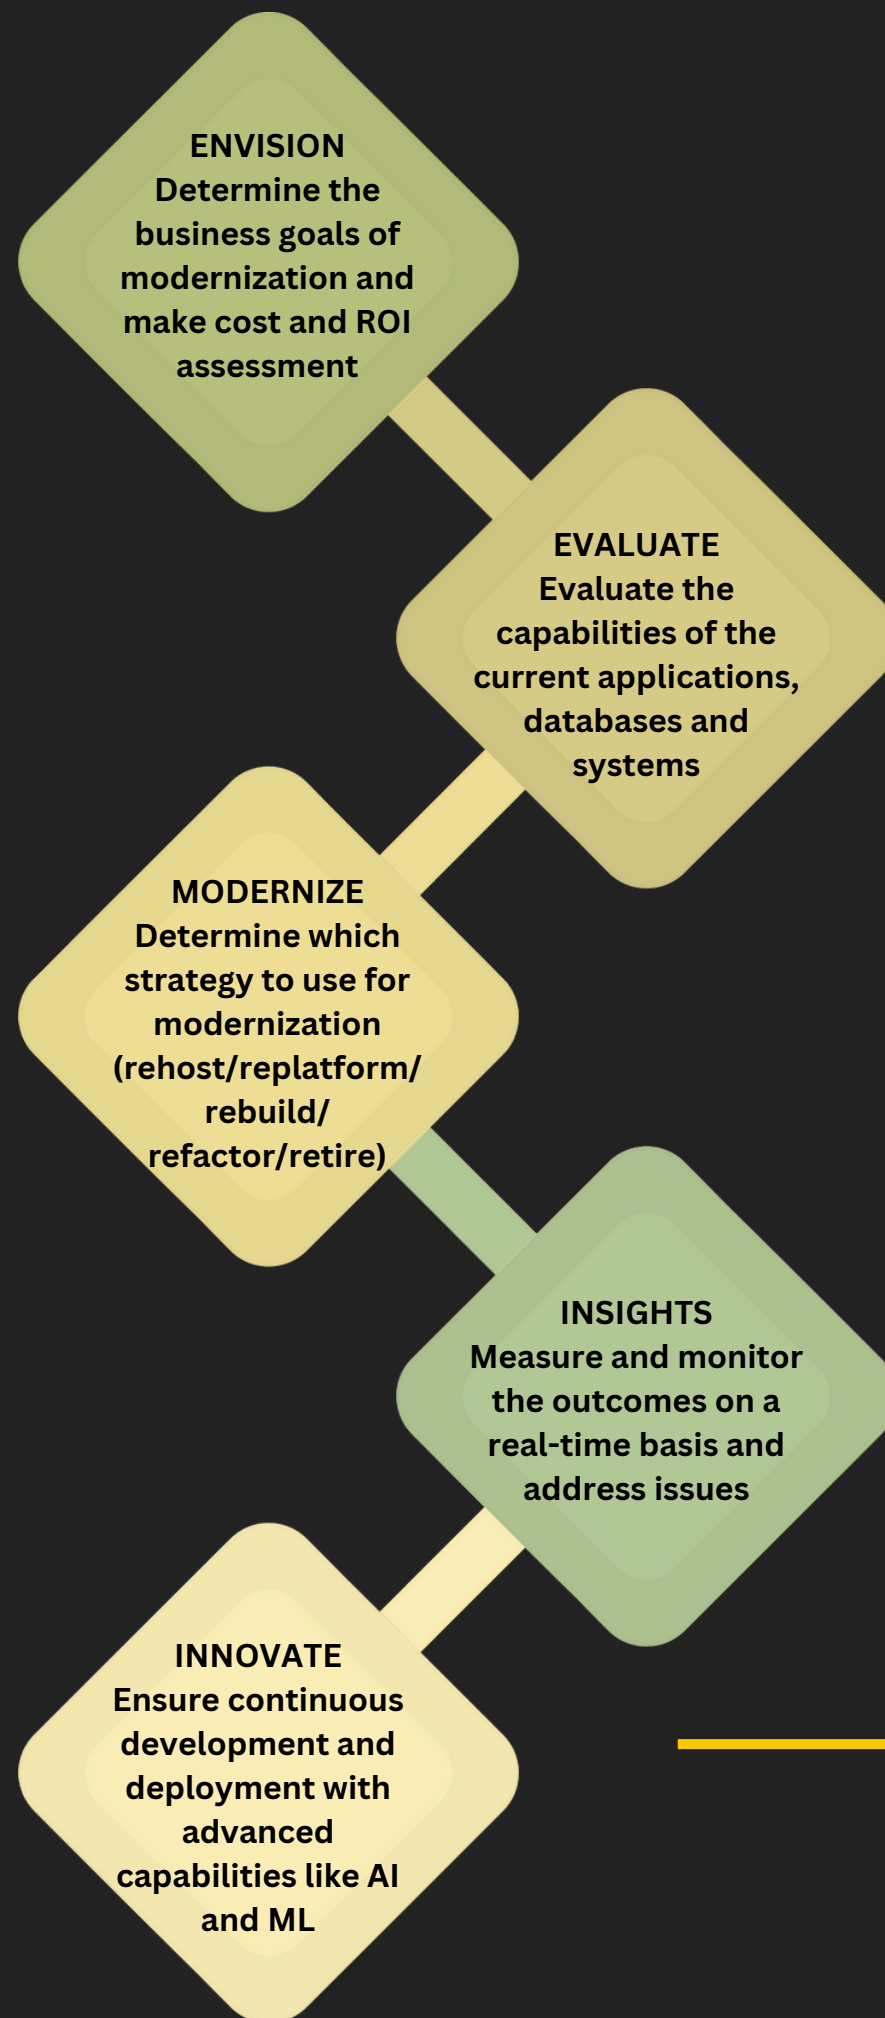 ENVISION
Determine the
business goals of
modernization and
make cost and ROI
assessment
EVALUATE
Evaluate the
capabilities of the
current applications,
databases and
systems
MODERNIZE
Determine which
strategy to use for
modernization
(rehost/replatform/
rebuild/
refactor/retire)
INSIGHTS
Measure and monitor
the outcomes on a
real-time basis and
address issues
INNOVATE
Ensure continuous
development and
deployment with
advanced
capabilities like AI
and ML